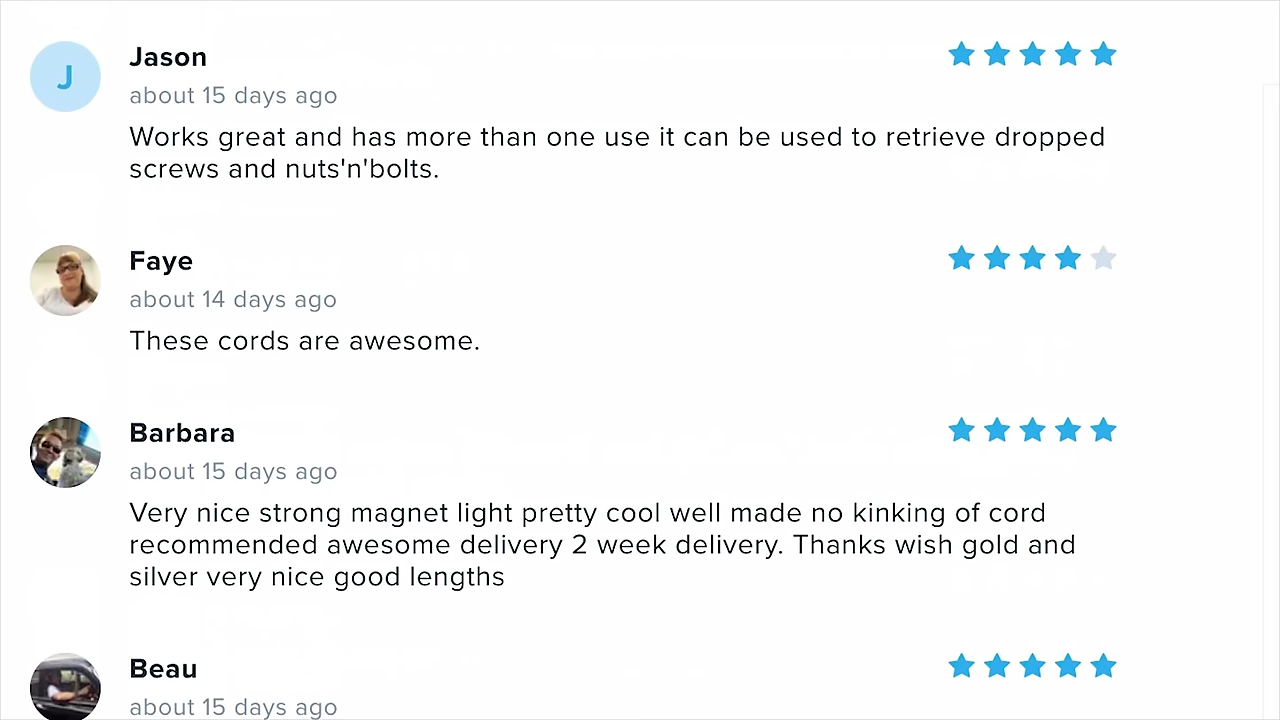 J
Jason
about 15 days ago
Works great and has more than one use it can be used to retrieve dropped
screws and nuts'n'bolts.
Faye
about 14 days ago
These cords are awesome.
Barbara
about 15 days ago
Very nice strong magnet light pretty cool well made no kinking of cord
recommended awesome delivery 2 week delivery. Thanks wish gold and
silver very nice good lengths
Beau
about 15 days ago